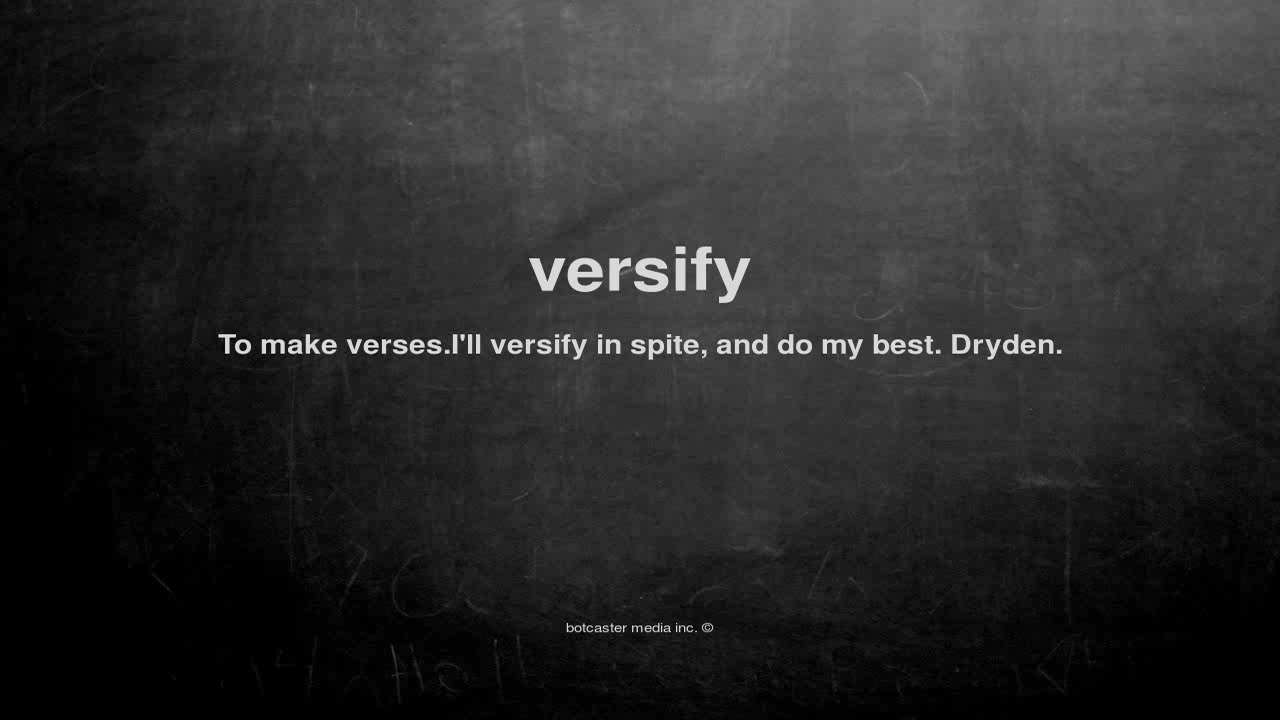 versify
To make verses.I'll versify in spite, and do my best. Dryden.
botcaster media inc. ©